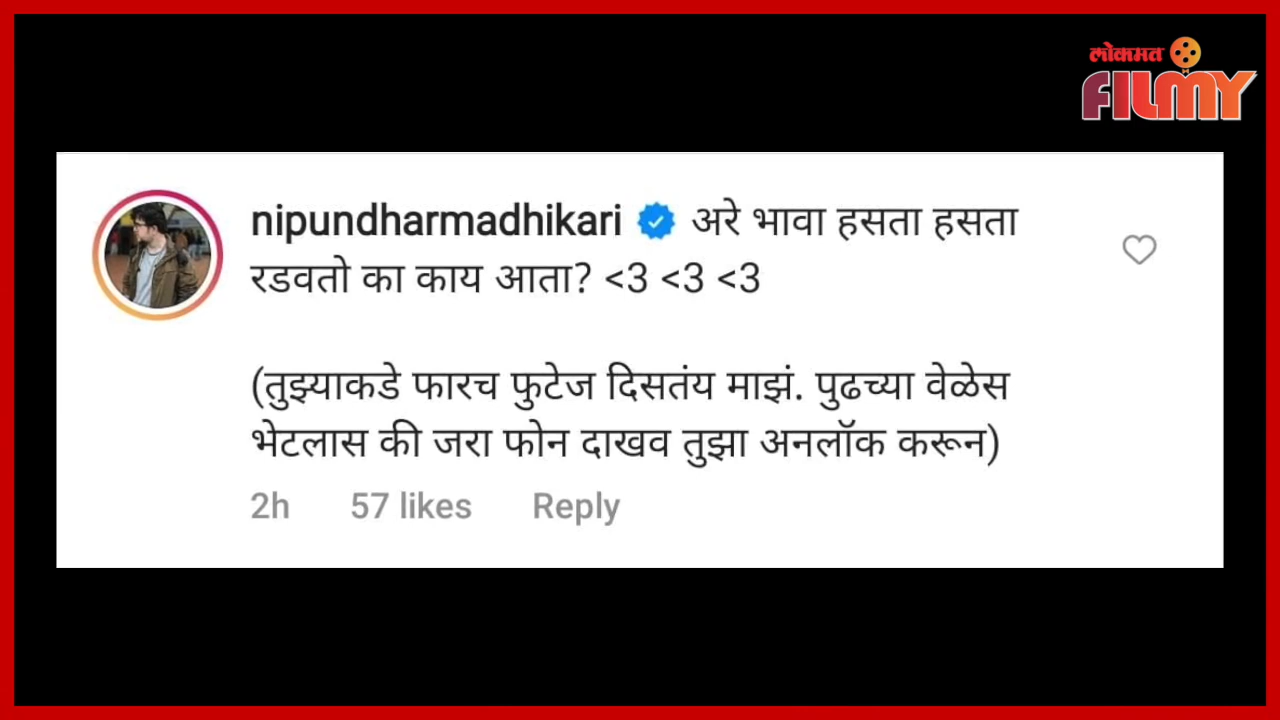 लोकमत
FILMY
nipundharmadhikari अरे भावा हसता हसता
रडवतो का काय आता? <3 <3 <3
(तुझ्याकडे फारच फुटेज दिसतंय माझं. पुढच्या वेळेस
भेटलास की जरा फोन दाखव तुझा अनलॉक करून)
2h 57 likes Reply